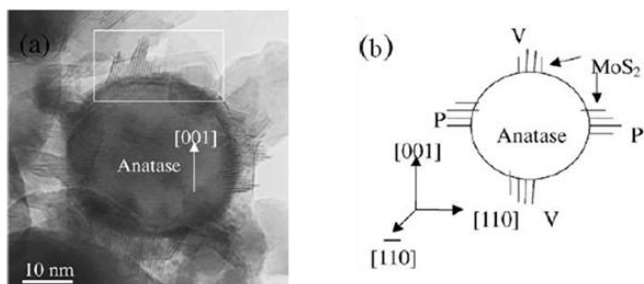 (a)
[001]
Anatase
10 nm
(b)
V
MoS₂
P
Anatase
P
[001]
[110]
V
[1̅10]